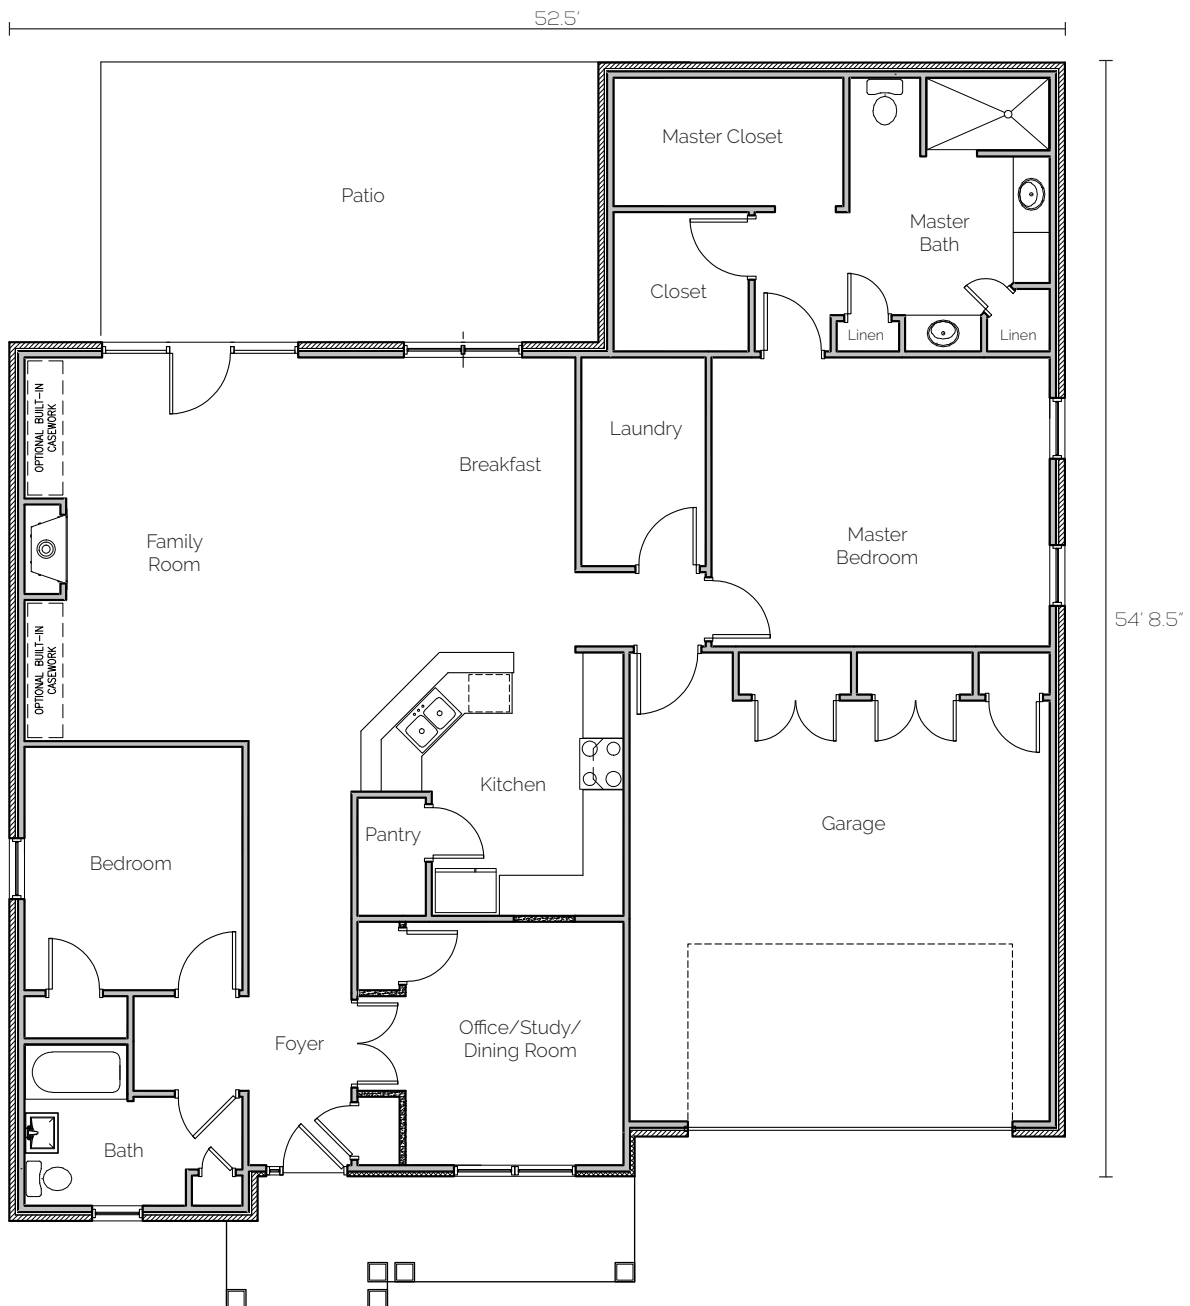 52.5'
Master Closet
Patio
Master
Bath
Closet
Linen
Linen
OPTIONAL BUILT-IN
CASEWORK
Laundry
Breakfast
Family
Room
Master
Bedroom
54' 8.5"
OPTIONAL BUILT-IN
CASEWORK
Kitchen
Garage
Pantry
Bedroom
Office/Study/
Dining Room
Foyer
Bath